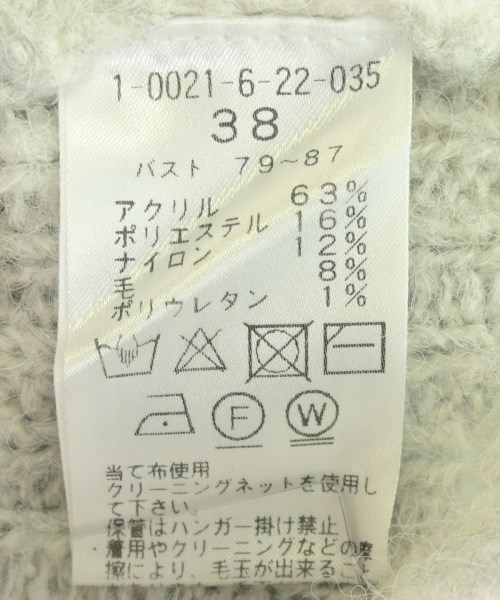 1-0021-6-22-035
38
バスト 79~87
アクリル 63%
ポリエステル 16%
ナイロン 12%
毛 8%
ポリウレタン 1%
F W
当て布使用
クリーニングネットを使用し
て下さい。
保管はハンガー掛け禁止
・着用やクリーニングなどの摩
擦により、毛玉が出来るこ